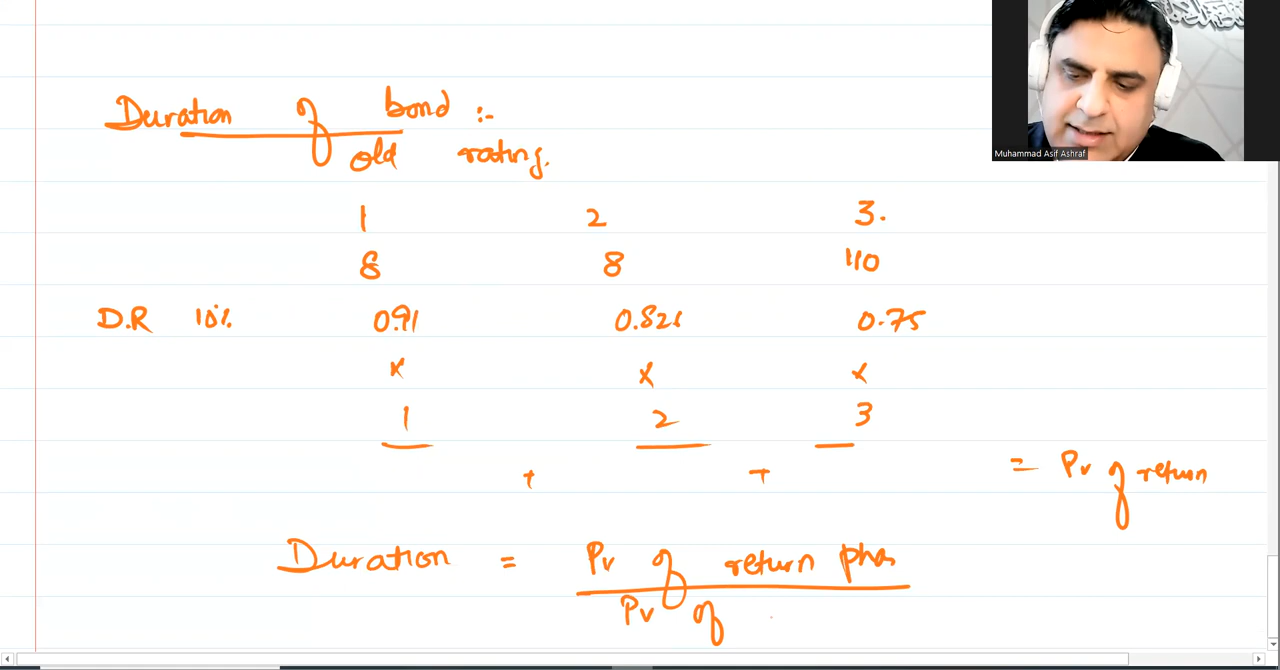 Duration of bond :-
old rating.
1 2 3.
8 8 110
D.R 10% 0.91 0.826 0.75
x x x
1 2 3
+ + = Pv of return
Duration = Pv of return phas
Pv of
Muhammad Asif Ashraf